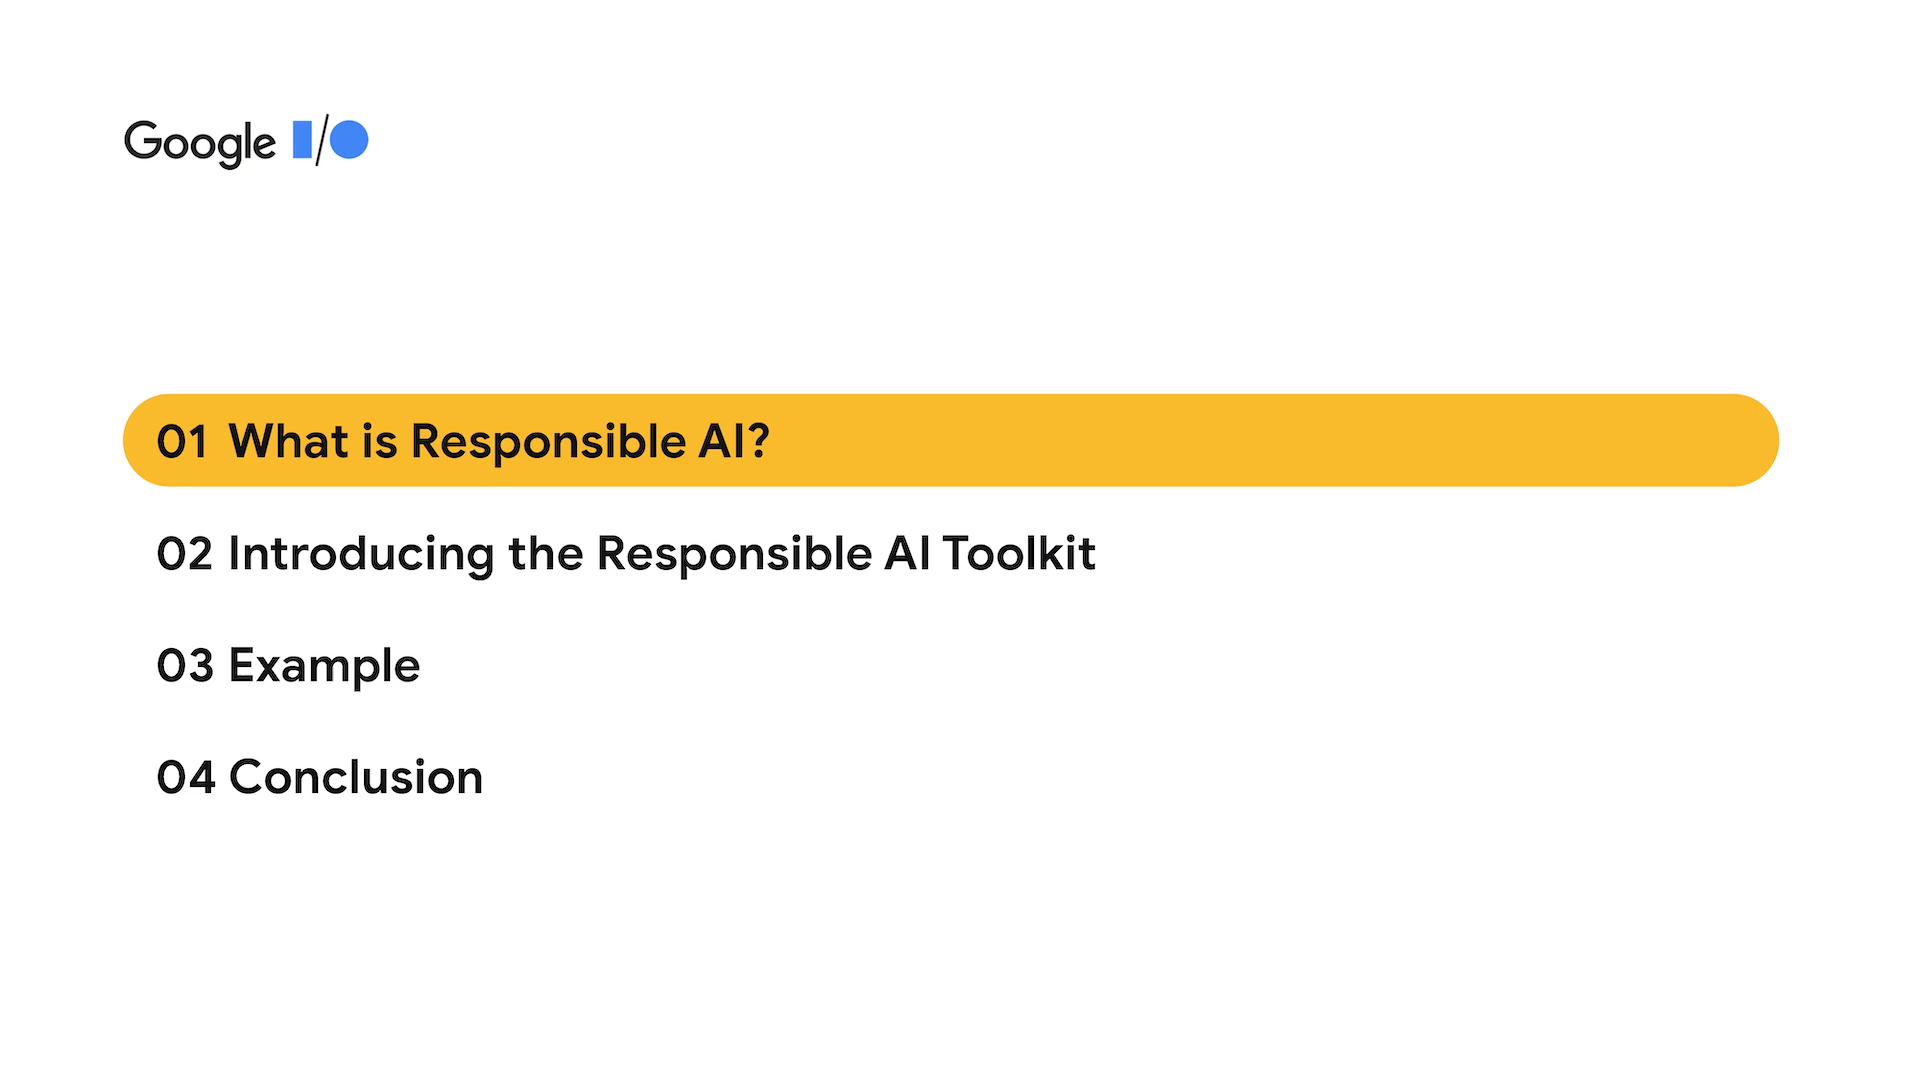 Google I/O
01 What is Responsible AI?
02 Introducing the Responsible AI Toolkit
03 Example
04 Conclusion